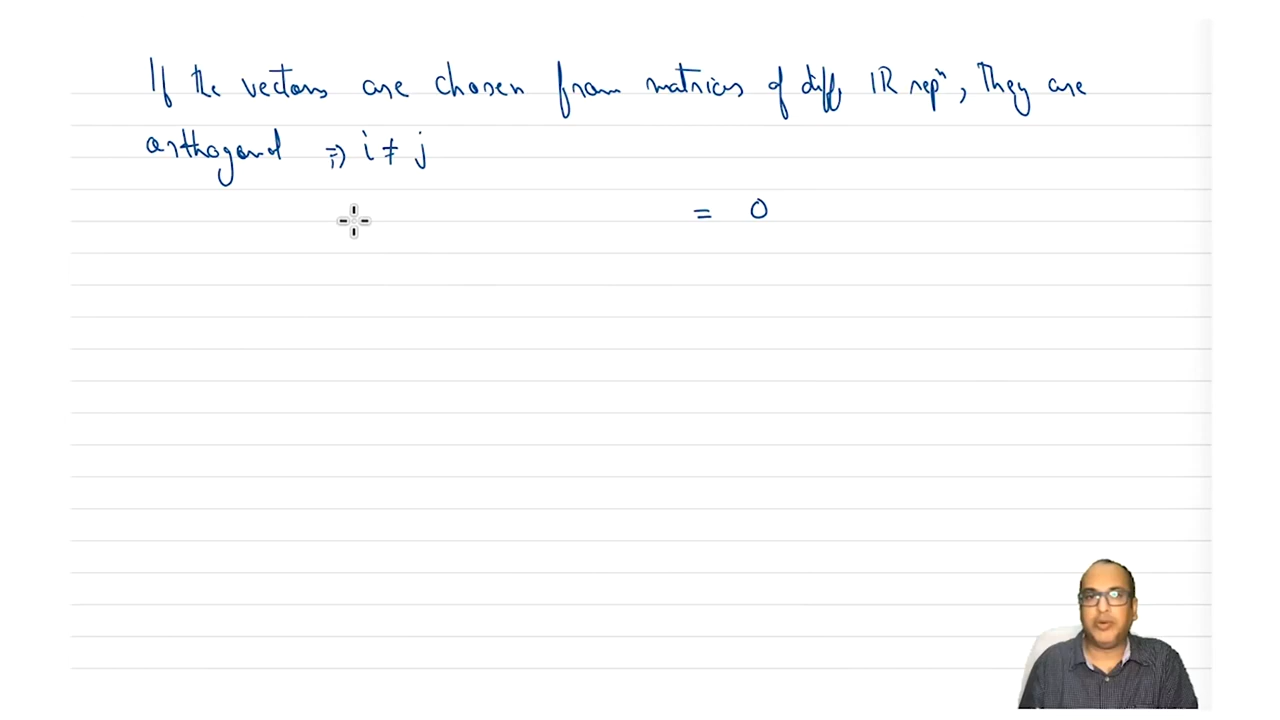 If the vectors are chosen from matrices of diff IR repⁿ, They are
orthogonal ⇒ i ≠ j
= 0